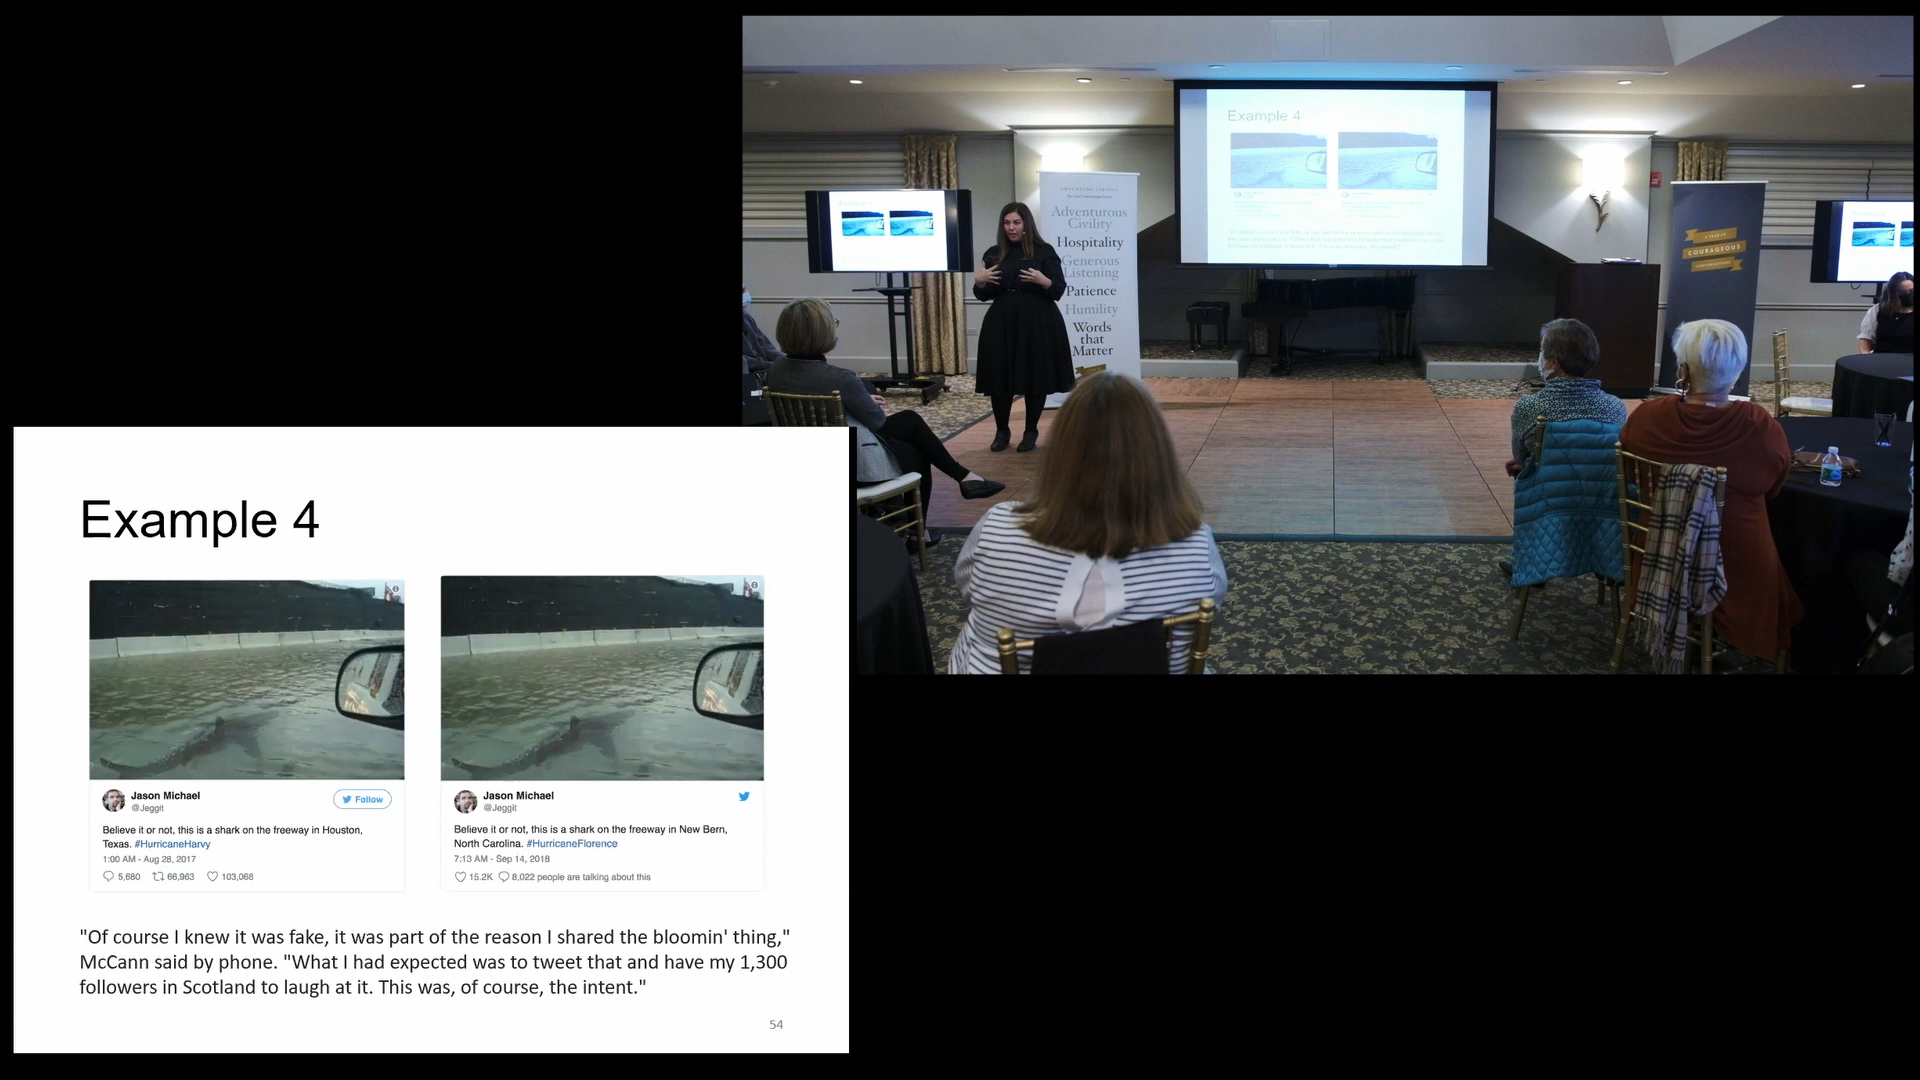 Example 4
Adventurous
Civility
Hospitality
Generous
Listening
Patience
Humility
Words
that
Matter
A YEAR OF
COURAGEOUS
CONVERSATIONS
Example 4
Jason Michael
@Jeggit
Follow
Believe it or not, this is a shark on the freeway in Houston,
Texas. #HurricaneHarvy
1:00 AM - Aug 28, 2017
5,680 66,963 103,068
Jason Michael
@Jeggit
Believe it or not, this is a shark on the freeway in New Bern,
North Carolina. #HurricaneFlorence
7:13 AM - Sep 14, 2018
15.2K 8,022 people are talking about this
"Of course I knew it was fake, it was part of the reason I shared the bloomin' thing,"
McCann said by phone. "What I had expected was to tweet that and have my 1,300
followers in Scotland to laugh at it. This was, of course, the intent."
54